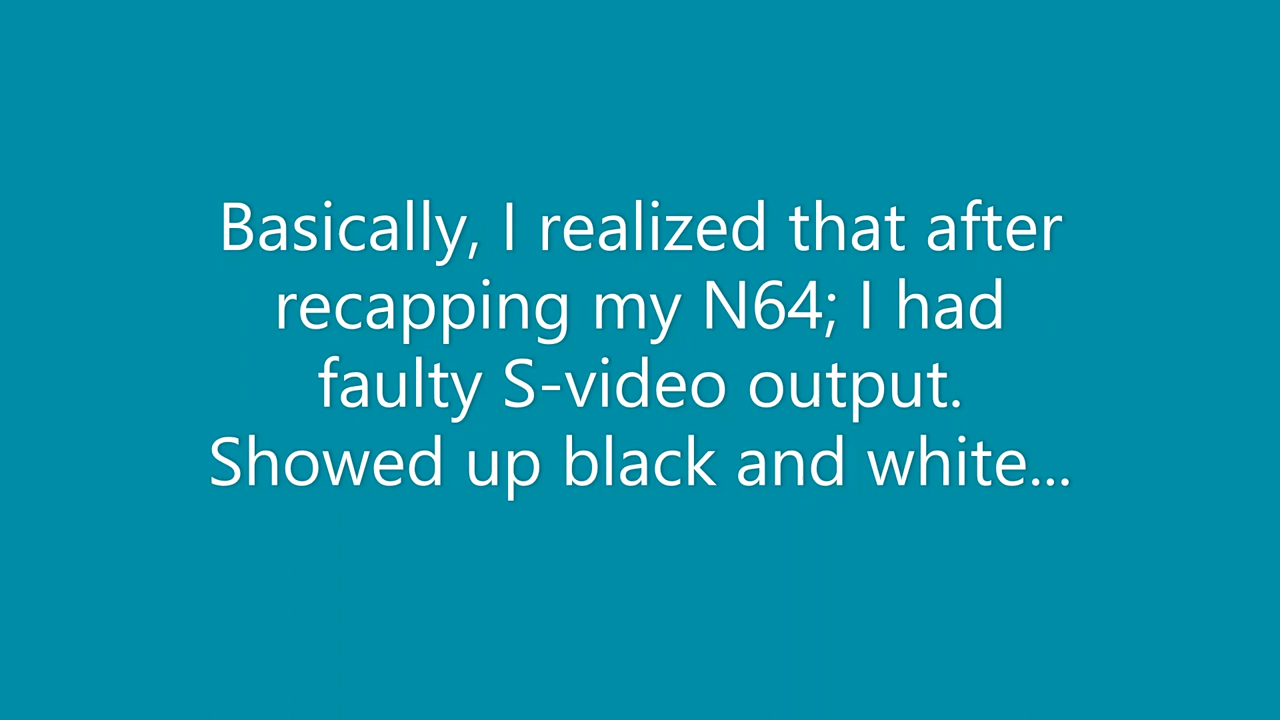 Basically, I realized that after
recapping my N64; I had
faulty S-video output.
Showed up black and white...